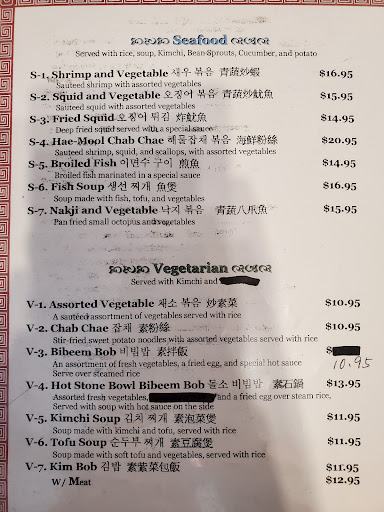 Seafood
Served with rice, soup, Kimchi, Bean Sprouts, Cucumber, and potato
S-1. Shrimp and Vegetable 새우 볶음 青蔬炒蝦 $16.95
Sauteed shrimp with assorted vegetables
S-2. Squid and Vegetable 오징어 볶음 青蔬炒魷魚 $15.95
Sauteed squid with assorted vegetables
S-3. Fried Squid 오징어 튀김 炸魷魚 $14.95
Deep fried squid served with a special sauce
S-4. Hae-Mool Chab Chae 해물잡채 볶음 海鮮粉絲 $20.95
Sauteed shrimp, squid, and scallops, with assorted vegetables
S-5. Broiled Fish 이면수 구이 煎魚 $14.95
Broiled fish marinated in a special sauce
S-6. Fish Soup 생선 찌개 魚煲 $16.95
Soup made with fish, tofu, and vegetables
S-7. Nakji and Vegetable 낙지 볶음 青蔬八爪魚 $15.95
Pan fried small octopus and vegetables
Vegetarian
Served with Kimchi and
V-1. Assorted Vegetable 채소 볶음 炒素菜 $10.95
A sauteed assortment of vegetables served with rice
V-2. Chab Chae 잡채 素粉絲 $10.95
Stir-fried sweet potato noodles with assorted vegetables, served with rice
V-3. Bibeem Bob 비빔밥 素拌飯 $
10.95
An assortment of vegetables, a fried egg, and special hot sauce
Serve over steamed rice
V-4. Hot Stone Bowl Bibeem Bob 돌소 비빔밥 素石鍋 $13.95
Assorted fresh vegetables, and a fried egg over steam rice,
Served with soup with hot sauce on the side
V-5. Kimchi Soup 김치 찌개 素泡菜煲 $11.95
Soup made with kimchi and tofu, served with rice
V-6. Tofu Soup 순두부 찌개 素豆腐煲 $11.95
Soup made with soft tofu and vegetables, served with rice
V-7. Kim Bob 김밥 素紫菜包飯 $11.95
W/ Meat $12.95